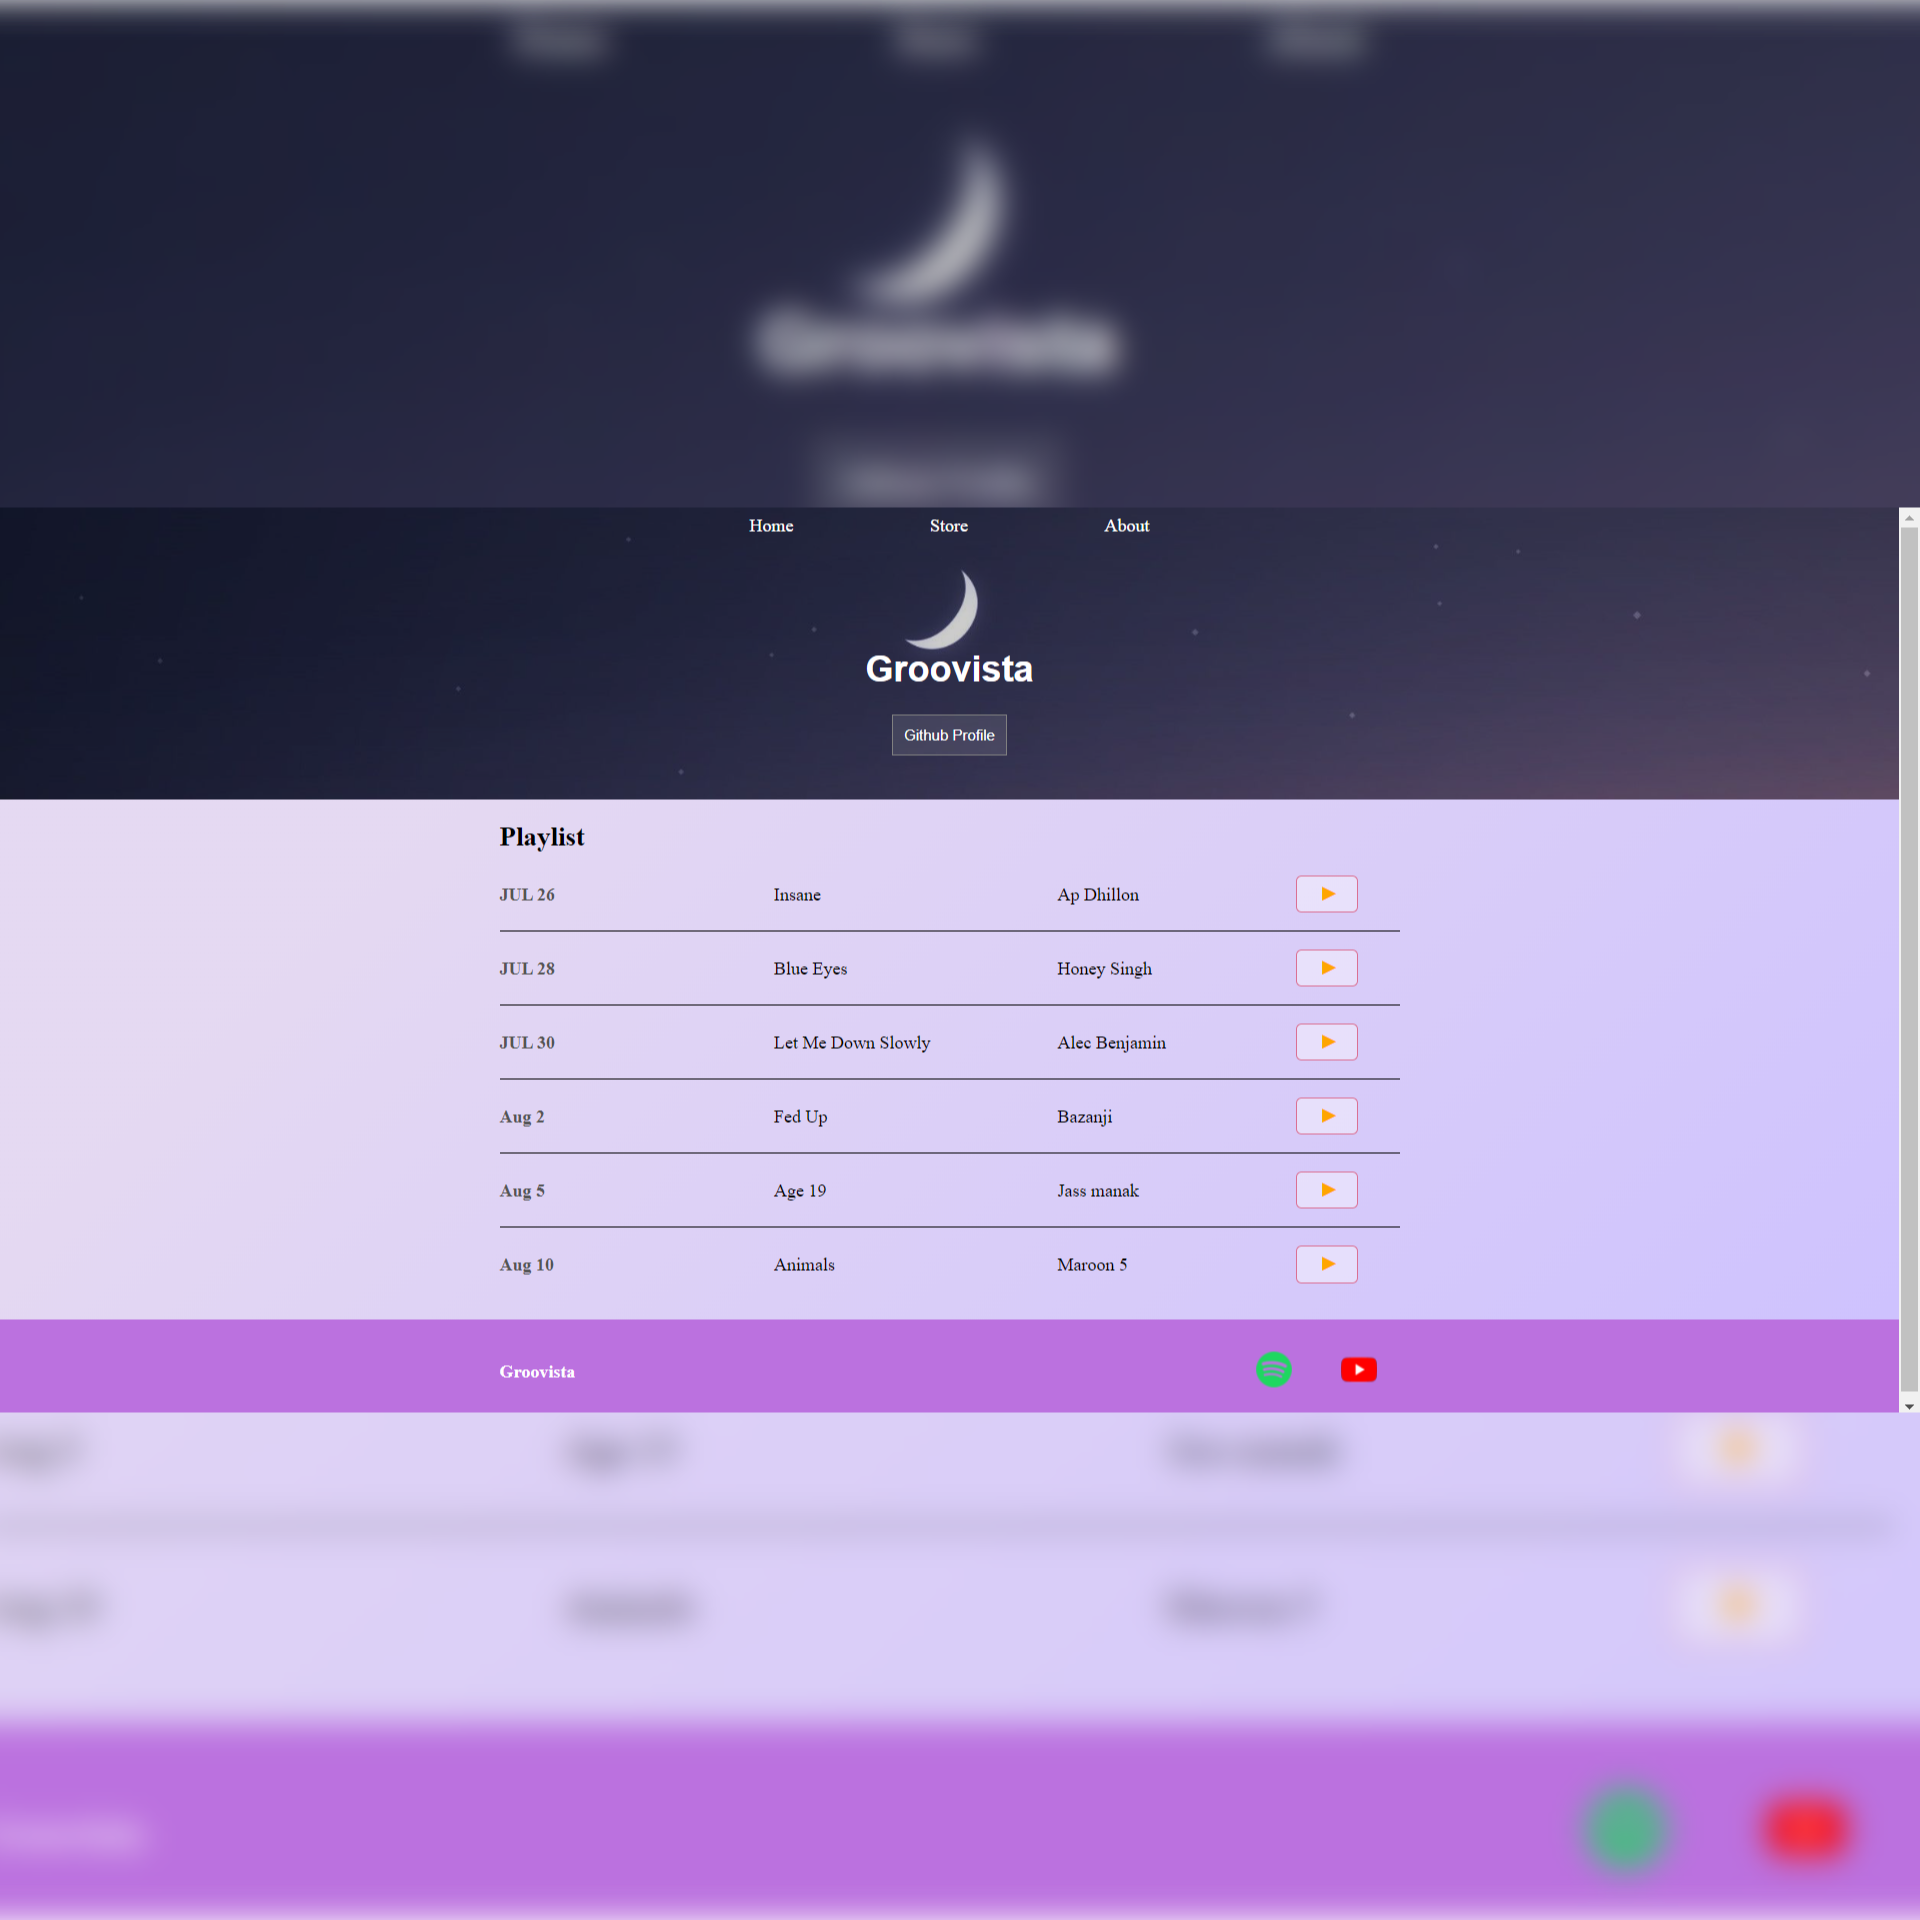 Home Store About
Groovista
Github Profile
Playlist
JUL 26 Insane Ap Dhillon
JUL 28 Blue Eyes Honey Singh
JUL 30 Let Me Down Slowly Alec Benjamin
Aug 2 Fed Up Bazanji
Aug 5 Age 19 Jass manak
Aug 10 Animals Maroon 5
Groovista